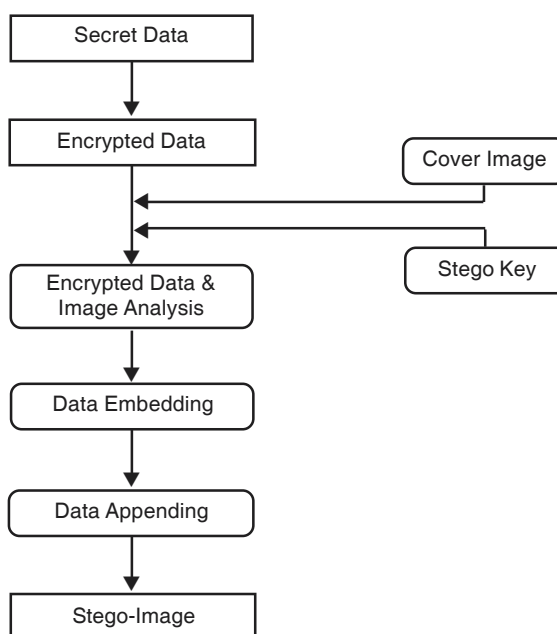 Secret Data
Encrypted Data
Cover Image
Stego Key
Encrypted Data &
Image Analysis
Data Embedding
Data Appending
Stego-Image